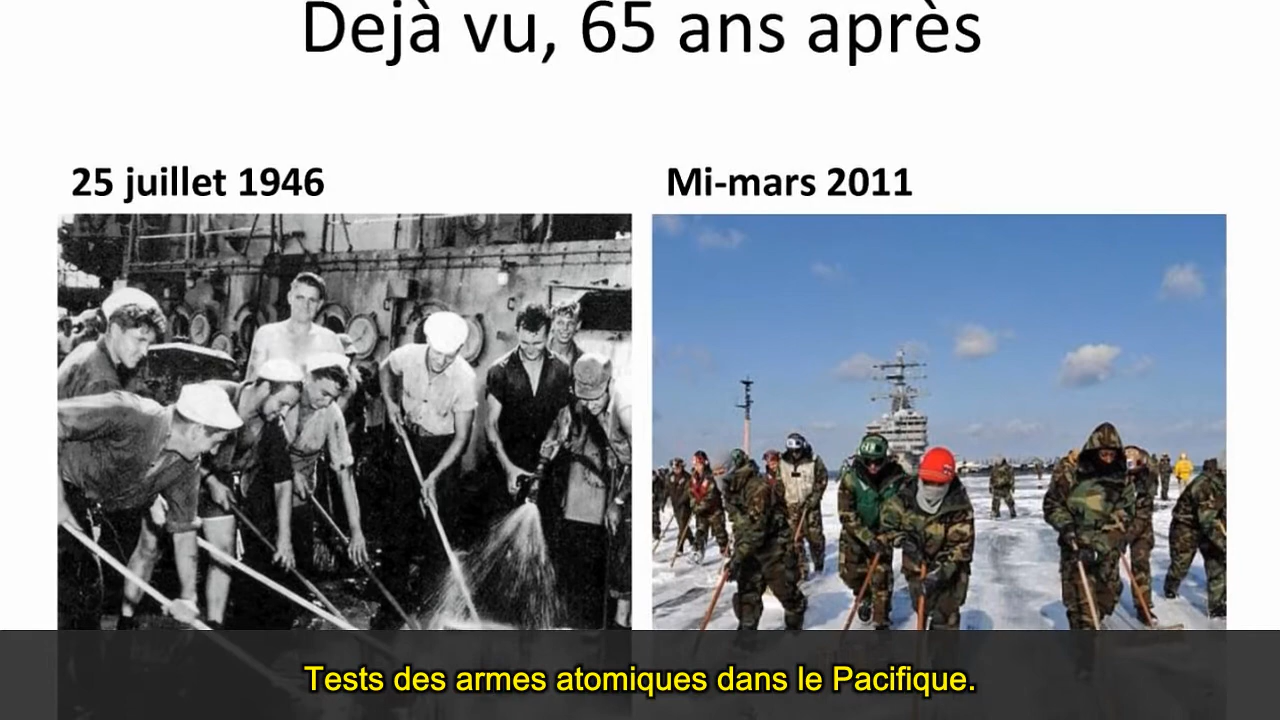 Dejà vu, 65 ans après
25 juillet 1946
Mi-mars 2011
Tests des armes atomiques dans le Pacifique.